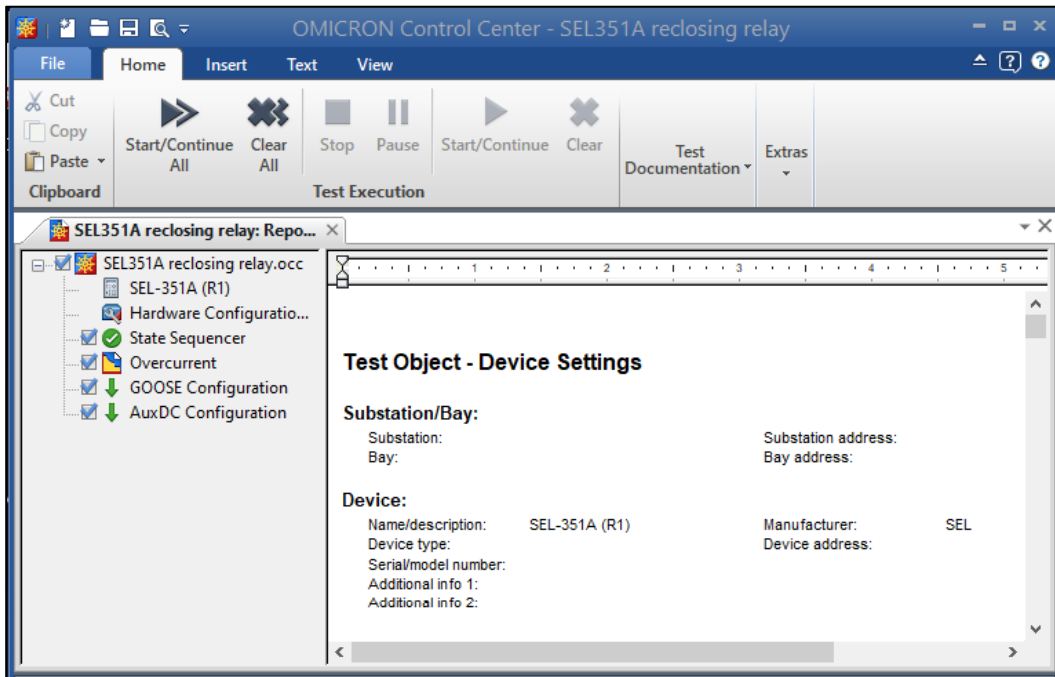 OMICRON Control Center - SEL351A reclosing relay
File Home Insert Text View
Cut
Copy
Paste
Clipboard
Start/Continue All
Clear All
Stop
Pause
Start/Continue
Clear
Test Execution
Test Documentation
Extras
SEL351A reclosing relay: Repo...
SEL351A reclosing relay.occ
SEL-351A (R1)
Hardware Configuratio...
State Sequencer
Overcurrent
GOOSE Configuration
AuxDC Configuration
1 2 3 4 5
Test Object - Device Settings
Substation/Bay:
Substation: Substation address:
Bay: Bay address:
Device:
Name/description: SEL-351A (R1) Manufacturer: SEL
Device type: Device address:
Serial/model number:
Additional info 1:
Additional info 2: